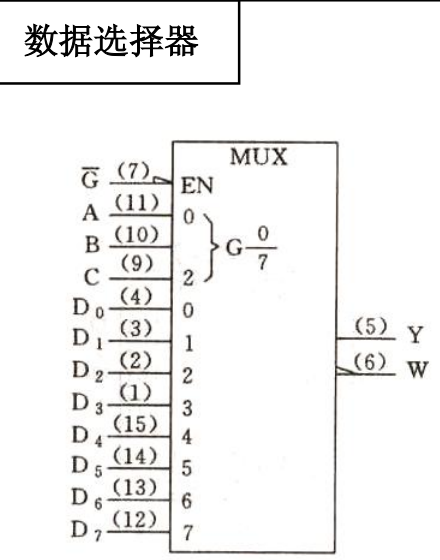 数据选择器
MUX
G̅ (7) EN
A (11) 0
B (10) G 0/7
C (9) 2
D₀ (4) 0
D₁ (3) 1 (5) Y
D₂ (2) 2 (6) W
D₃ (1) 3
D₄ (15) 4
D₅ (14) 5
D₆ (13) 6
D₇ (12) 7